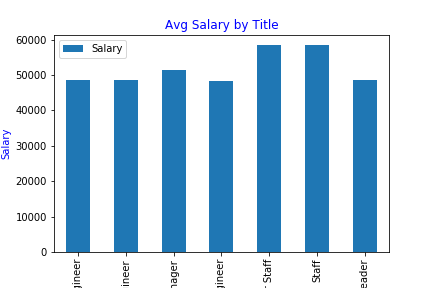 Avg Salary by Title
Salary
60000
50000
40000
30000
20000
10000
0
Salary
gineer
ineer
nager
gineer
Staff
Staff
eader